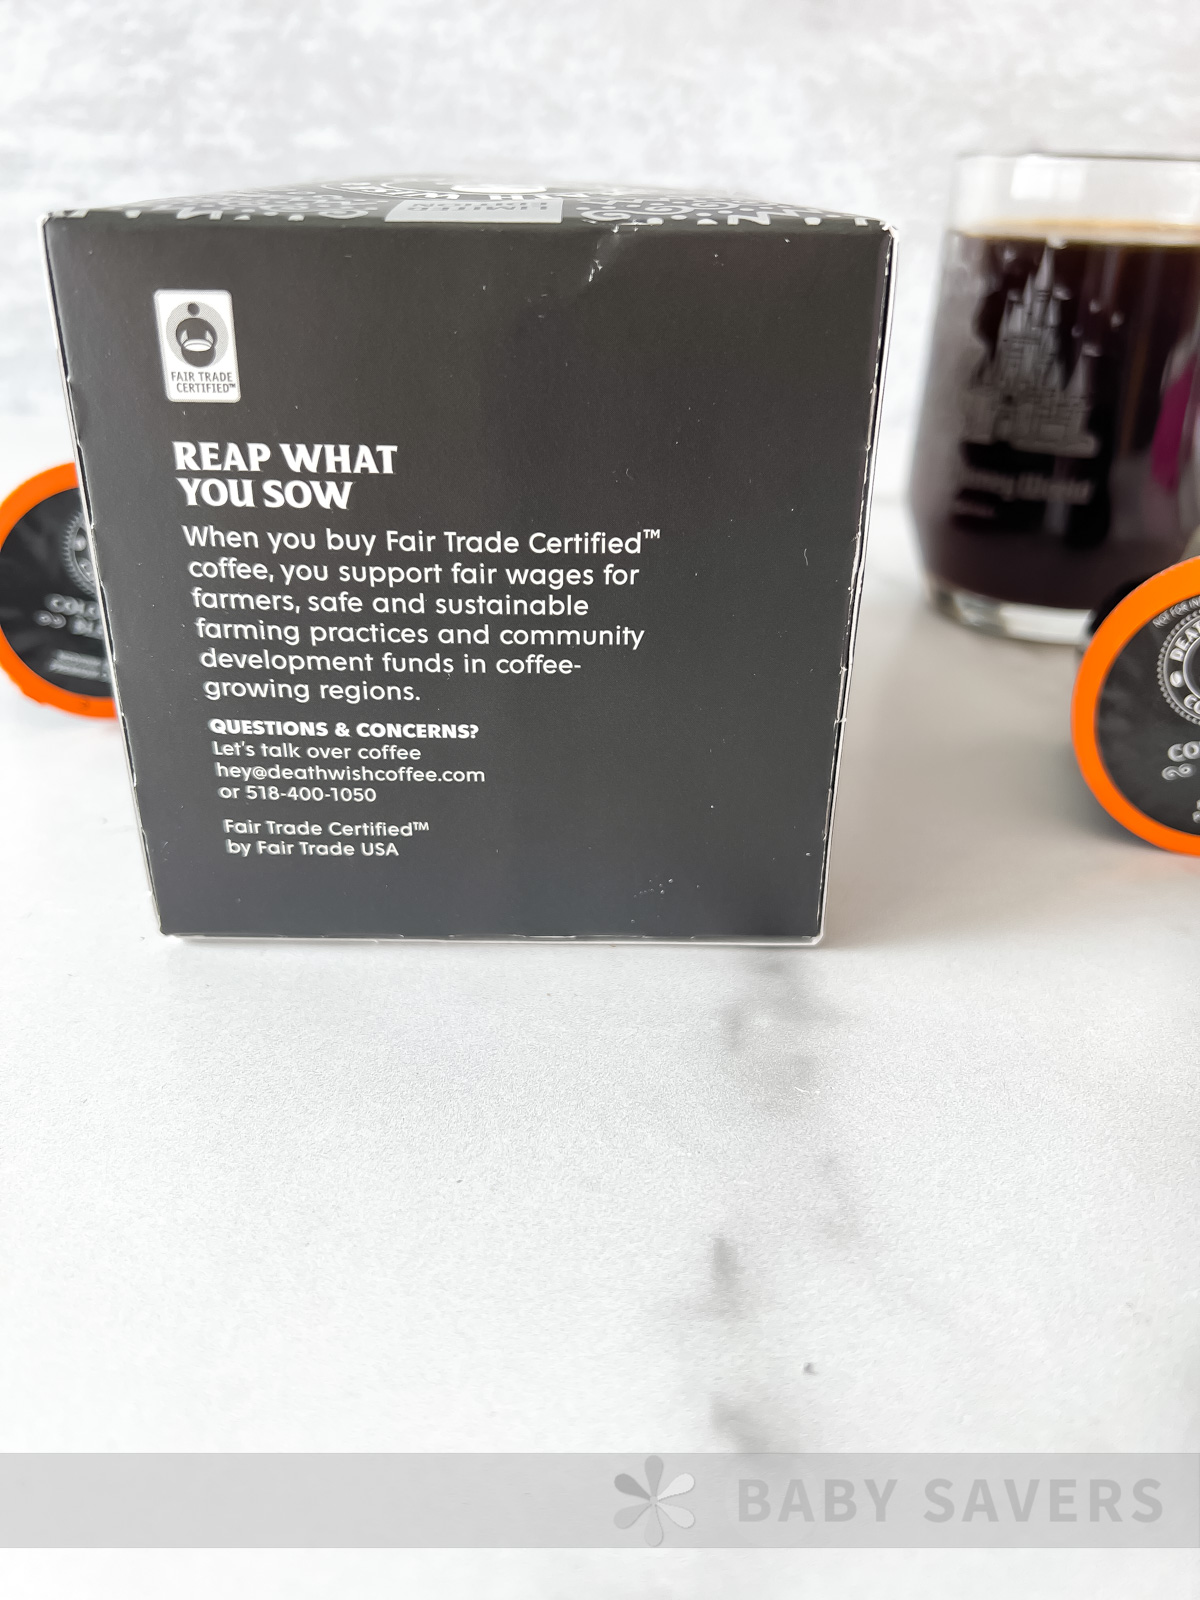 LIMITED
EDITION
FAIR TRADE
CERTIFIED™
REAP WHAT
YOU SOW
When you buy Fair Trade Certified™
coffee, you support fair wages for
farmers, safe and sustainable
farming practices and community
development funds in coffee-
growing regions.
QUESTIONS & CONCERNS?
Let's talk over coffee
hey@deathwishcoffee.com
or 518-400-1050
Fair Trade Certified™
by Fair Trade USA
BABY SAVERS